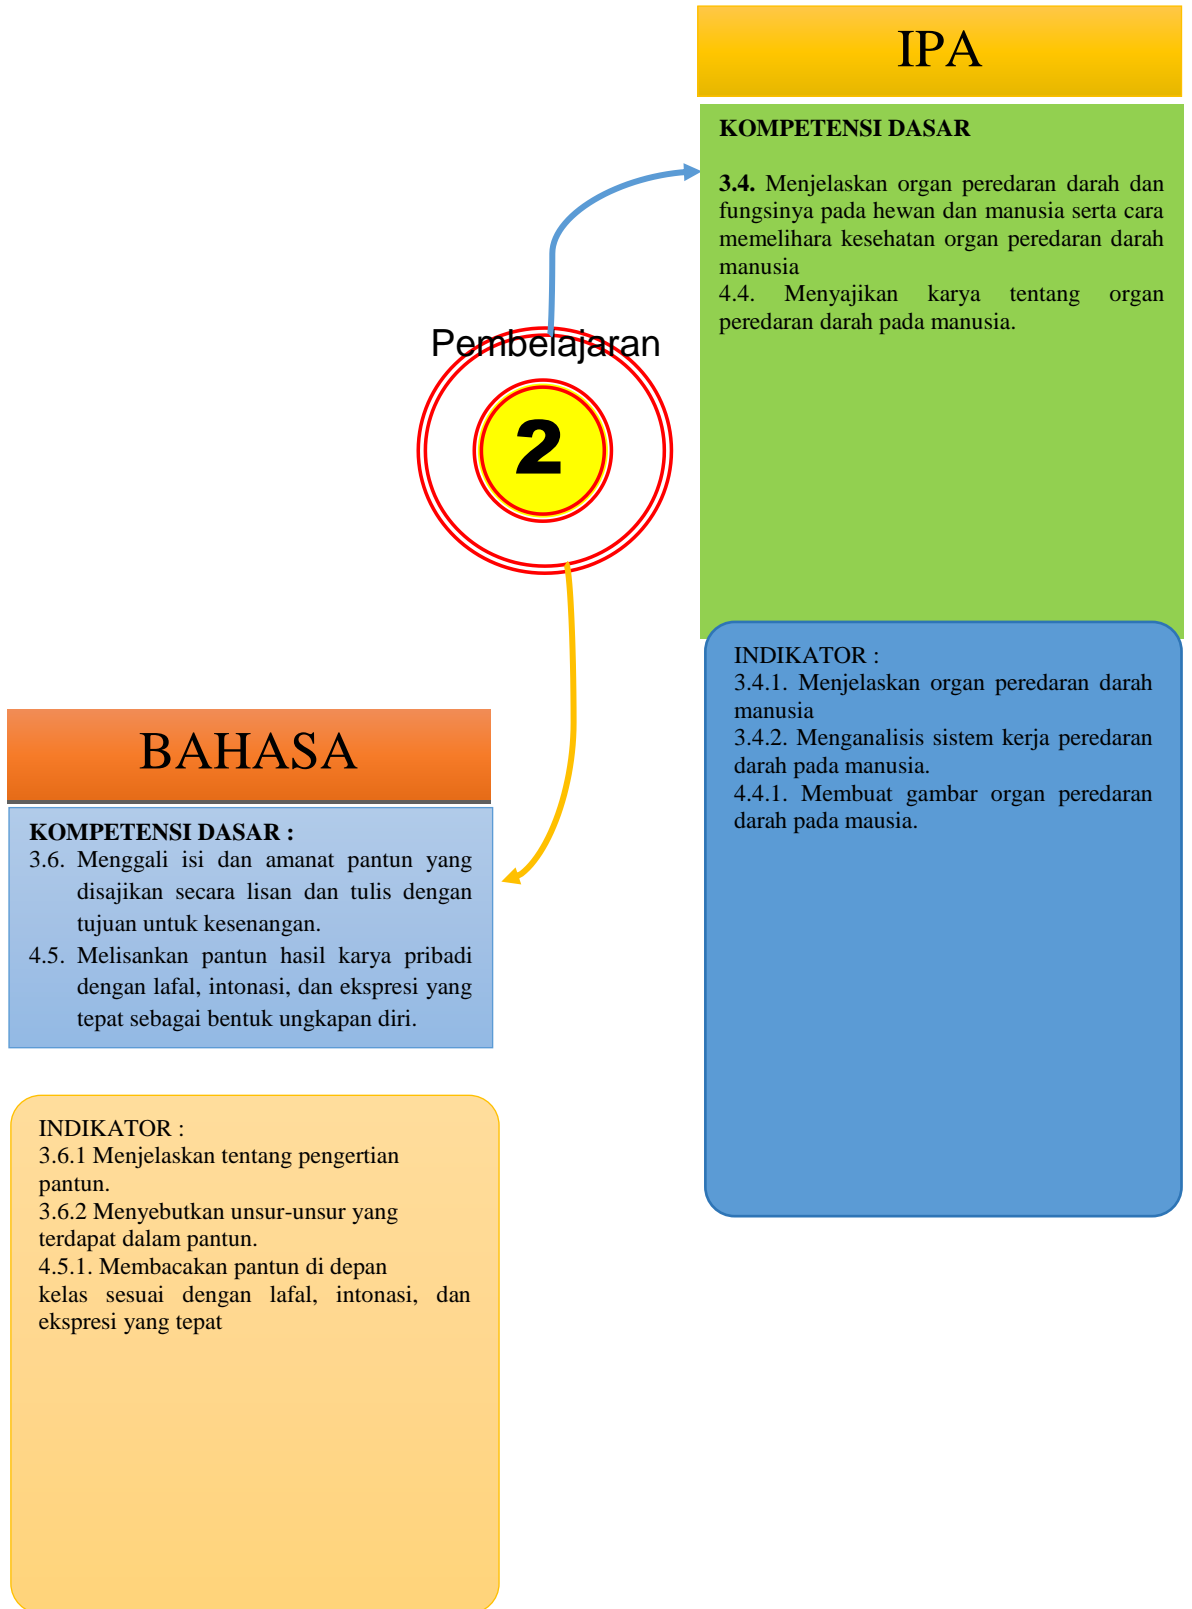 IPA
KOMPETENSI DASAR
3.4. Menjelaskan organ peredaran darah dan
fungsinya pada hewan dan manusia serta cara
memelihara kesehatan organ peredaran darah
manusia
4.4. Menyajikan karya tentang organ
peredaran darah pada manusia.
Pembelajaran
2
INDIKATOR :
3.4.1. Menjelaskan organ peredaran darah
manusia
3.4.2. Menganalisis sistem kerja peredaran
darah pada manusia.
4.4.1. Membuat gambar organ peredaran
darah pada mausia.
BAHASA
KOMPETENSI DASAR :
3.6. Menggali isi dan amanat pantun yang
disajikan secara lisan dan tulis dengan
tujuan untuk kesenangan.
4.5. Melisankan pantun hasil karya pribadi
dengan lafal, intonasi, dan ekspresi yang
tepat sebagai bentuk ungkapan diri.
INDIKATOR :
3.6.1 Menjelaskan tentang pengertian
pantun.
3.6.2 Menyebutkan unsur-unsur yang
terdapat dalam pantun.
4.5.1. Membacakan pantun di depan
kelas sesuai dengan lafal, intonasi, dan
ekspresi yang tepat